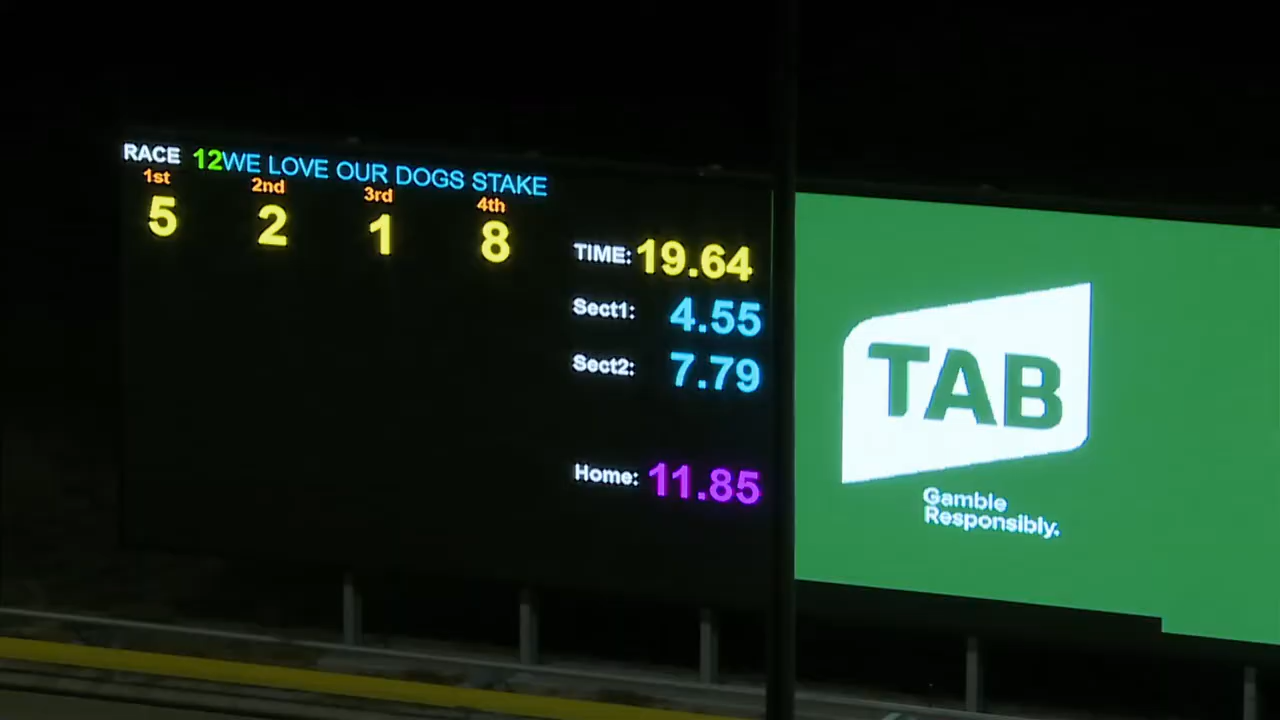 RACE 12WE LOVE OUR DOGS STAKE
1st 2nd 3rd 4th
5 2 1 8
TIME: 19.64
Sect1: 4.55
Sect2: 7.79
Home: 11.85
TAB
Gamble
Responsibly.